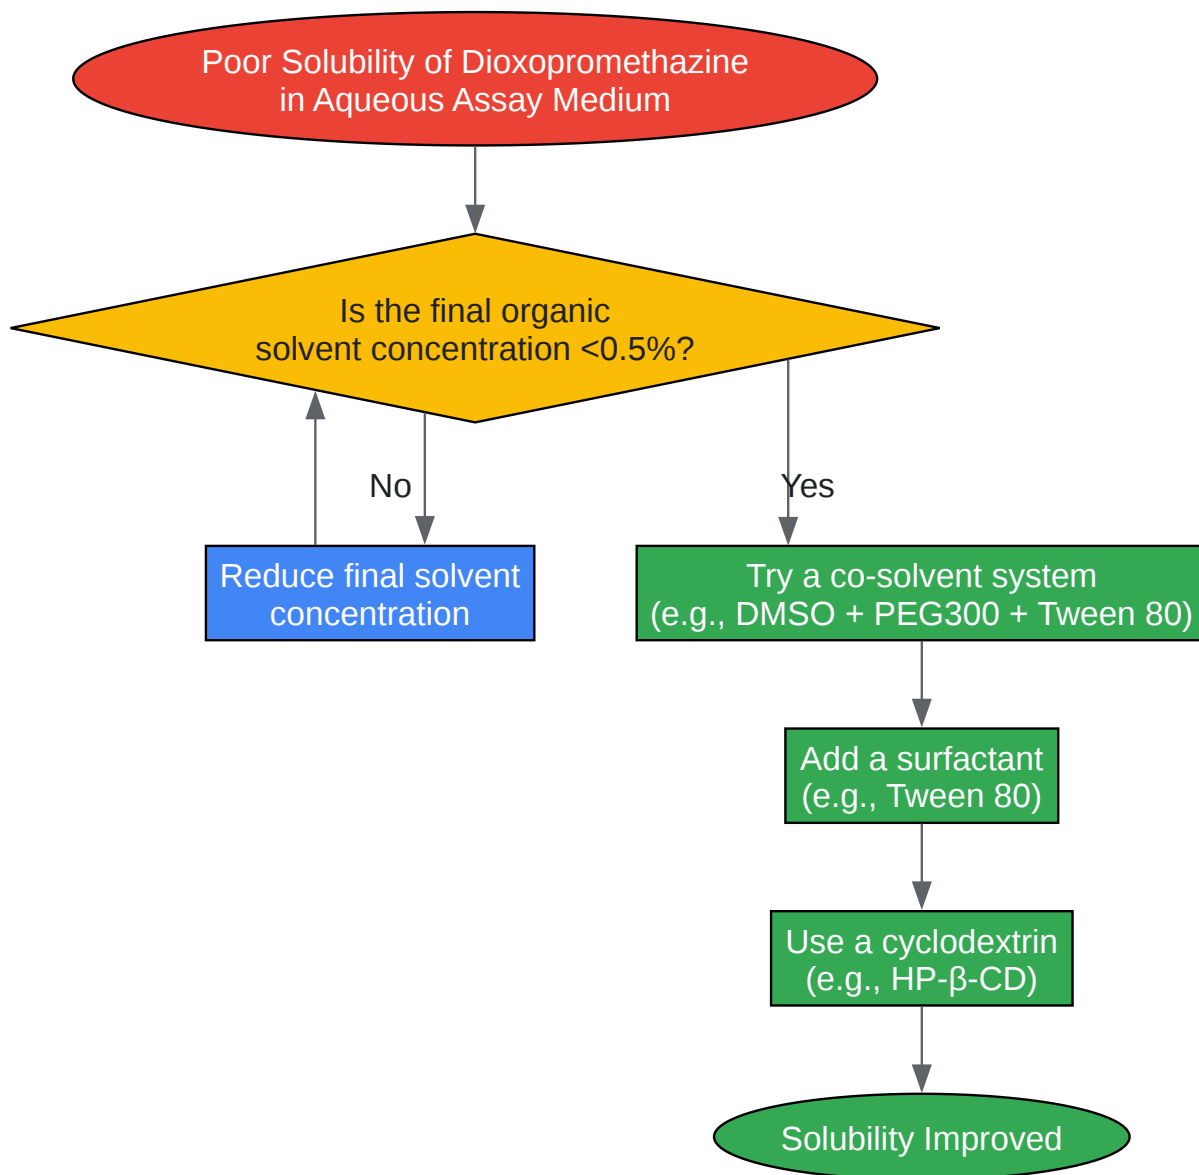 Poor Solubility of Dioxopromethazine
in Aqueous Assay Medium
Is the final organic
solvent concentration <0.5%?
No
Yes
Reduce final solvent
concentration
Try a co-solvent system
(e.g., DMSO + PEG300 + Tween 80)
Add a surfactant
(e.g., Tween 80)
Use a cyclodextrin
(e.g., HP-β-CD)
Solubility Improved